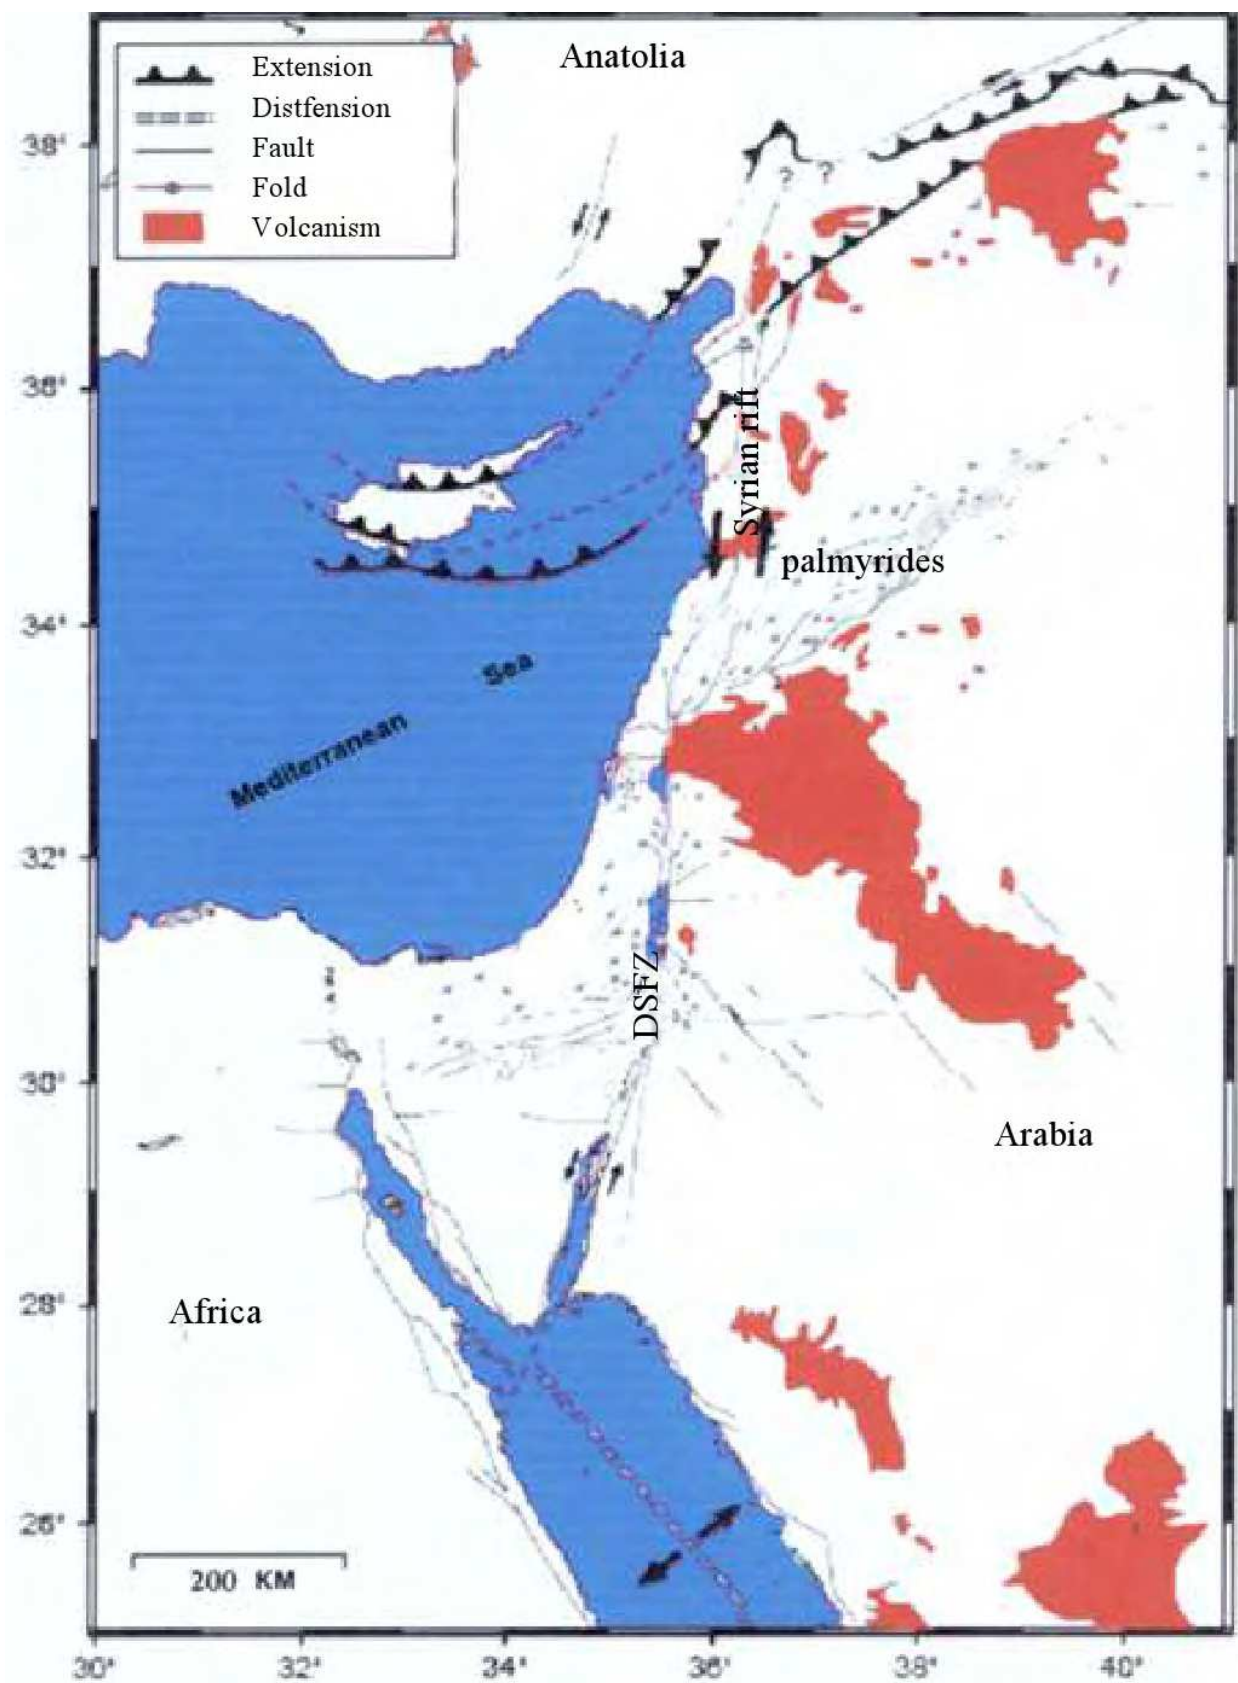 Anatolia
Extension
Distfension
Fault
Fold
Volcanism
38°
? ?
36°
Syrian rift
palmyrides
34°
Sea
Mediterranean
32°
DSFZ
30°
Arabia
28°
Africa
26°
200 KM
30° 32° 34° 36° 38° 40°